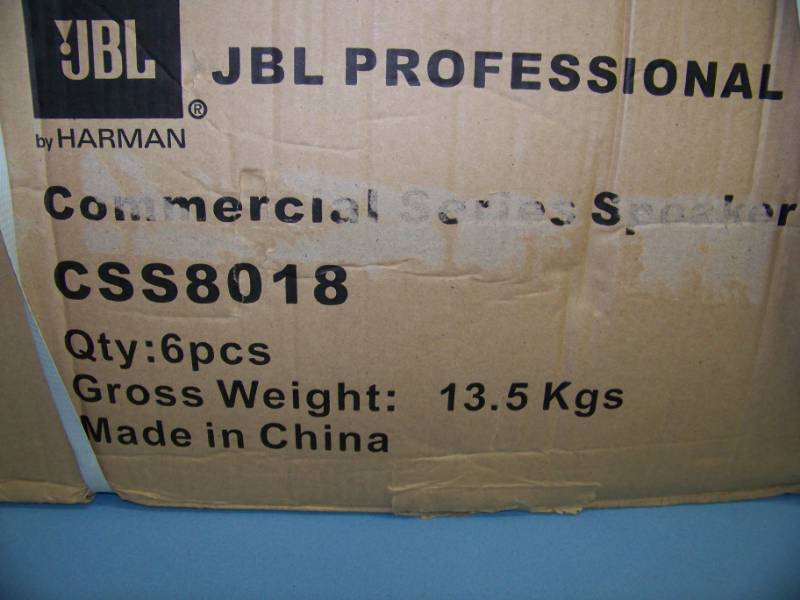 JBL
®
by HARMAN
JBL PROFESSIONAL
Commercial Series Speaker
CSS8018
Qty:6pcs
Gross Weight: 13.5 Kgs
Made in China